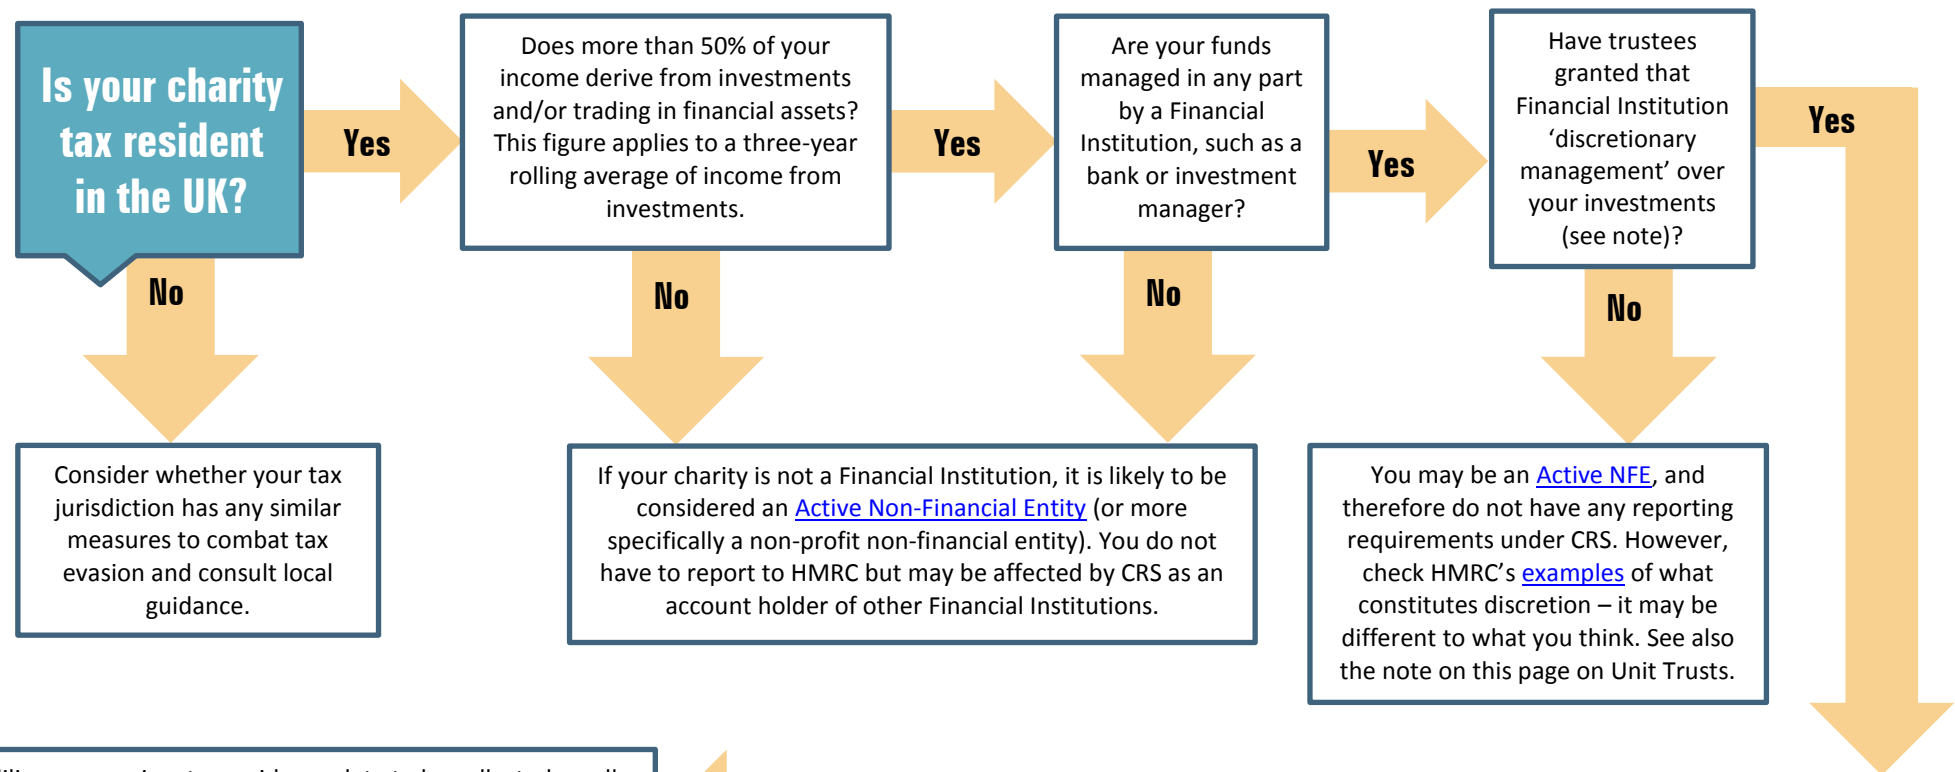 Is your charity
tax resident
in the UK?
Yes
No
Does more than 50% of your
income derive from investments
and/or trading in financial assets?
This figure applies to a three-year
rolling average of income from
investments.
Yes
No
Are your funds
managed in any part
by a Financial
Institution, such as a
bank or investment
manager?
Yes
No
Have trustees
granted that
Financial Institution
‘discretionary
management’ over
your investments
(see note)?
Yes
No
Consider whether your tax
jurisdiction has any similar
measures to combat tax
evasion and consult local
guidance.
If your charity is not a Financial Institution, it is likely to be
considered an Active Non-Financial Entity (or more
specifically a non-profit non-financial entity). You do not
have to report to HMRC but may be affected by CRS as an
account holder of other Financial Institutions.
You may be an Active NFE, and
therefore do not have any reporting
requirements under CRS. However,
check HMRC’s examples of what
constitutes discretion – it may be
different to what you think. See also
the note on this page on Unit Trusts.